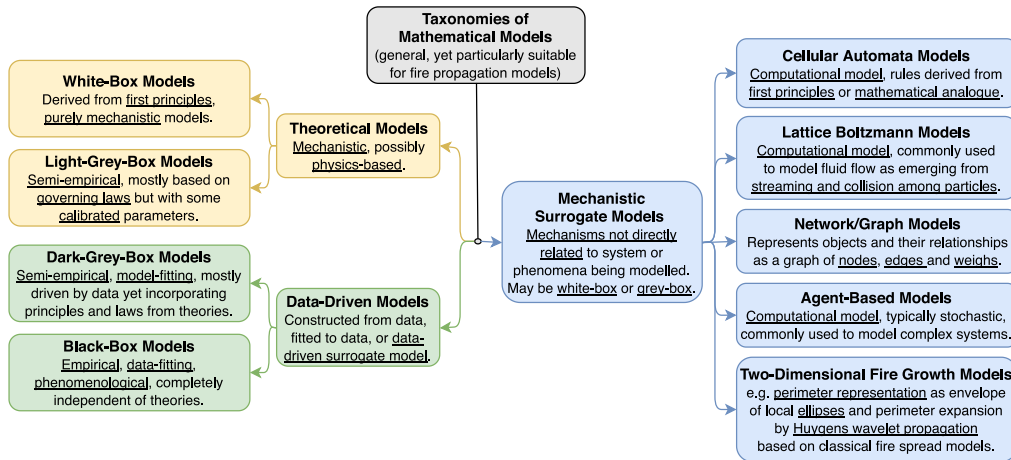 Taxonomies of
Mathematical Models
(general, yet particularly suitable
for fire propagation models)
White-Box Models
Derived from first principles,
purely mechanistic models.
Light-Grey-Box Models
Semi-empirical, mostly based on
governing laws but with some
calibrated parameters.
Theoretical Models
Mechanistic, possibly
physics-based.
Dark-Grey-Box Models
Semi-empirical, model-fitting, mostly
driven by data yet incorporating
principles and laws from theories.
Black-Box Models
Empirical, data-fitting,
phenomenological, completely
independent of theories.
Data-Driven Models
Constructed from data,
fitted to data, or data-
driven surrogate model.
Mechanistic
Surrogate Models
Mechanisms not directly
related to system or
phenomena being modelled.
May be white-box or grey-box.
Cellular Automata Models
Computational model, rules derived from
first principles or mathematical analogue.
Lattice Boltzmann Models
Computational model, commonly used
to model fluid flow as emerging from
streaming and collision among particles.
Network/Graph Models
Represents objects and their relationships
as a graph of nodes, edges and weighs.
Agent-Based Models
Computational model, typically stochastic,
commonly used to model complex systems.
Two-Dimensional Fire Growth Models
e.g. perimeter representation as envelope
of local ellipses and perimeter expansion
by Huygens wavelet propagation
based on classical fire spread models.